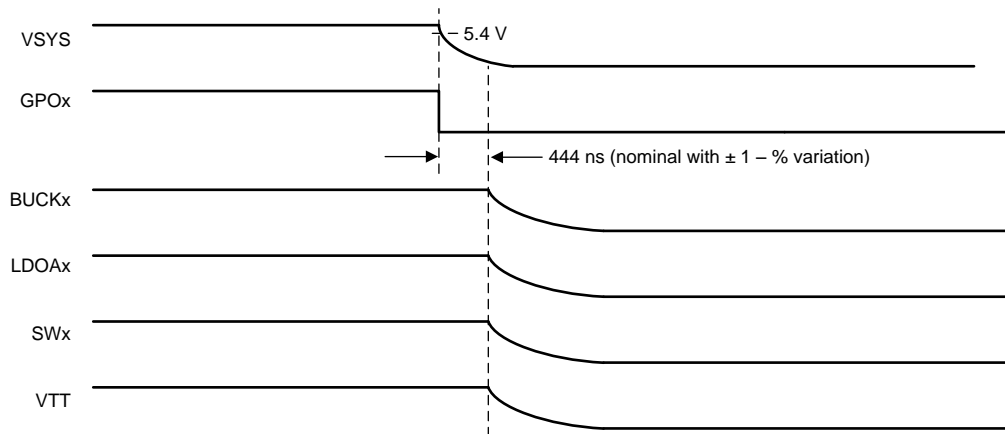 VSYS
5.4 V
GPOx
444 ns (nominal with ± 1 – % variation)
BUCKx
LDOAx
SWx
VTT